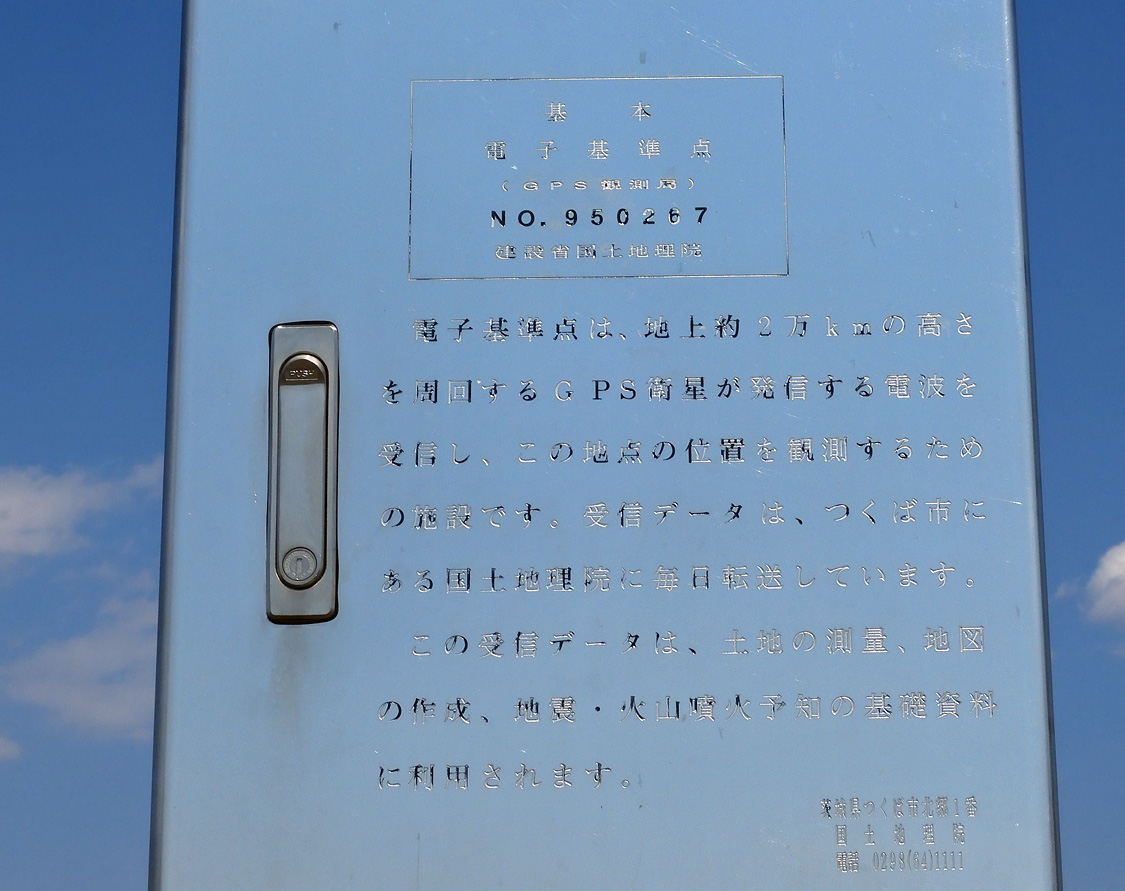 基本
電子基準点
(GPS観測局)
NO. 950267
建設省国土地理院
電子基準点は、地上約2万kmの高さ
を周回するGPS衛星が発信する電波を
受信し、この地点の位置を観測するため
の施設です。受信データは、つくば市に
ある国土地理院に毎日転送しています。
PUSH
この受信データは、土地の測量、地図
の作成、地震・火山噴火予知の基礎資料
に利用されます。
茨城県つくば市北郷1番
国土地理院
電話 0298(64)1111